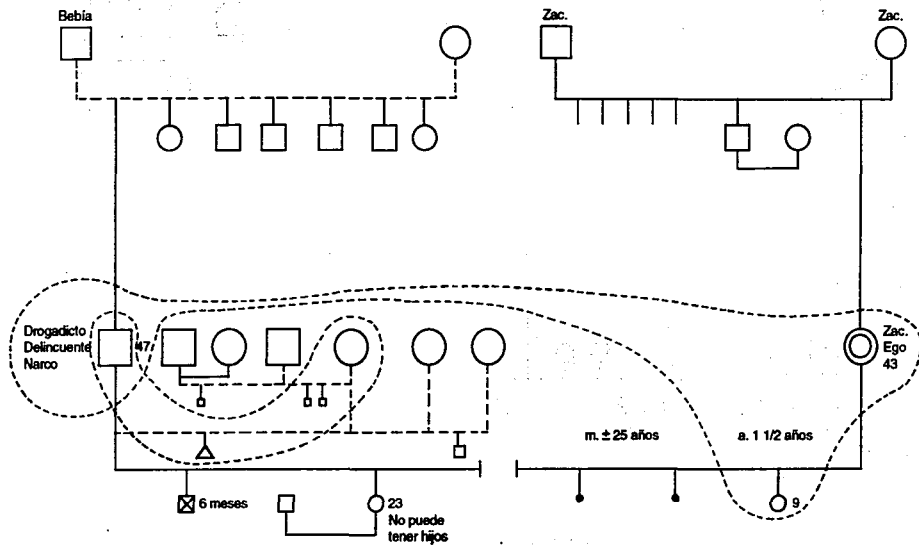 Bebía
Zac.
Zac.
Drogadicto
Delincuente
Narco
47
Zac.
Ego
43
m. ± 25 años
a. 1 1/2 años
6 meses
23
No puede
tener hijos
9